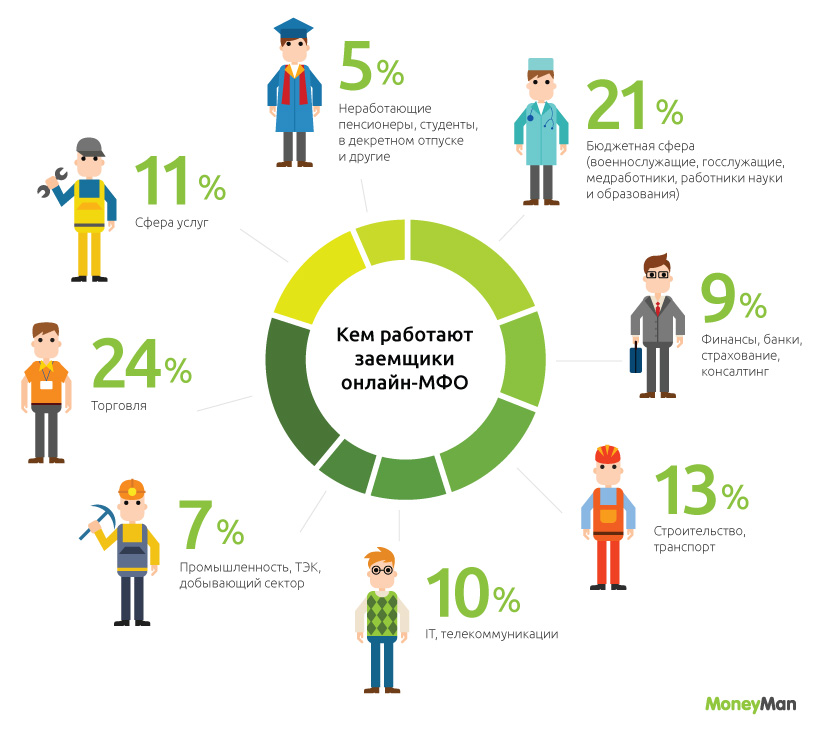 Кем работают
заемщики
онлайн-МФО
5%
Неработающие
пенсионеры, студенты,
в декретном отпуске
и другие
21%
Бюджетная сфера
(военнослужащие, госслужащие,
медработники, работники науки
и образования)
9%
Финансы, банки,
страхование,
консалтинг
13%
Строительство,
транспорт
10%
IT, телекоммуникации
7%
Промышленность, ТЭК,
добывающий сектор
24%
Торговля
11%
Сфера услуг
MoneyMan